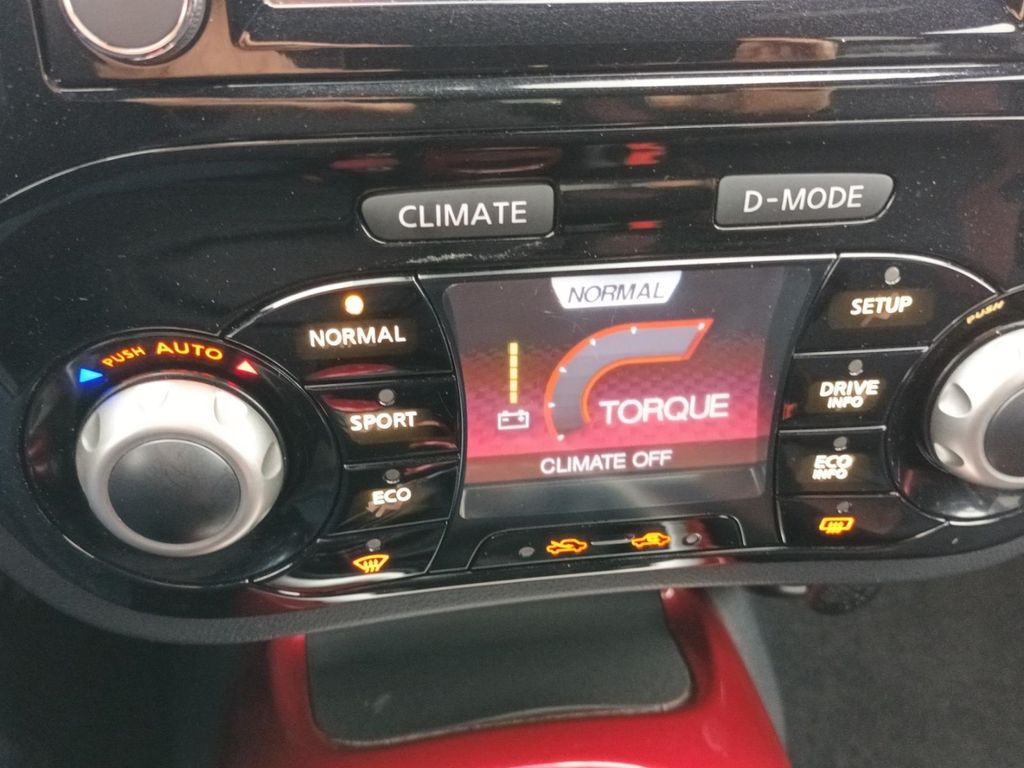 CLIMATE
D-MODE
NORMAL
SETUP
PUSH
NORMAL
PUSH AUTO
DRIVE
INFO
SPORT
TORQUE
CLIMATE OFF
ECO
INFO
ECO